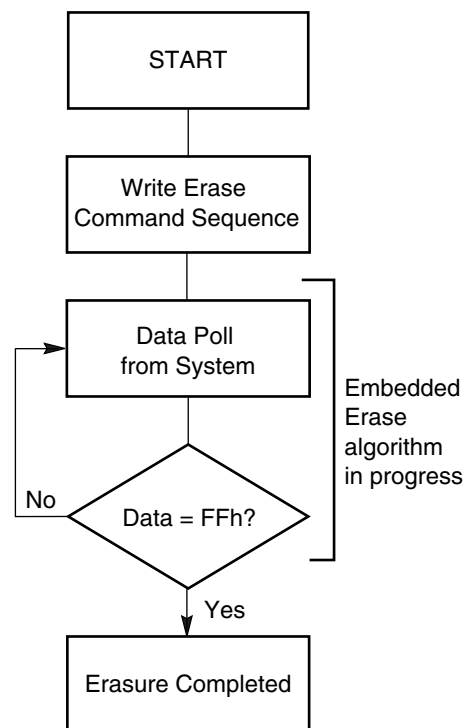 START
Write Erase
Command Sequence
Data Poll
from System
Embedded
Erase
algorithm
in progress
No
Data = FFh?
Yes
Erasure Completed